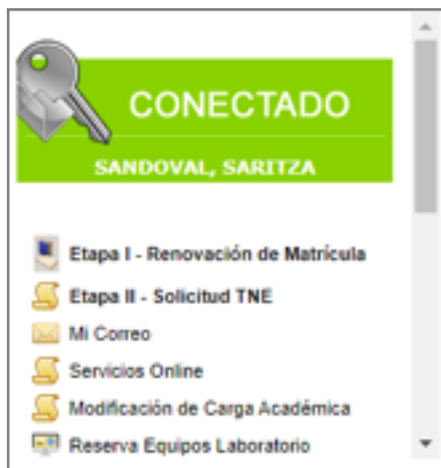 CONECTADO
SANDOVAL, SARITZA
Etapa I - Renovación de Matrícula
Etapa II - Solicitud TNE
Mi Correo
Servicios Online
Modificación de Carga Académica
Reserva Equipos Laboratorio